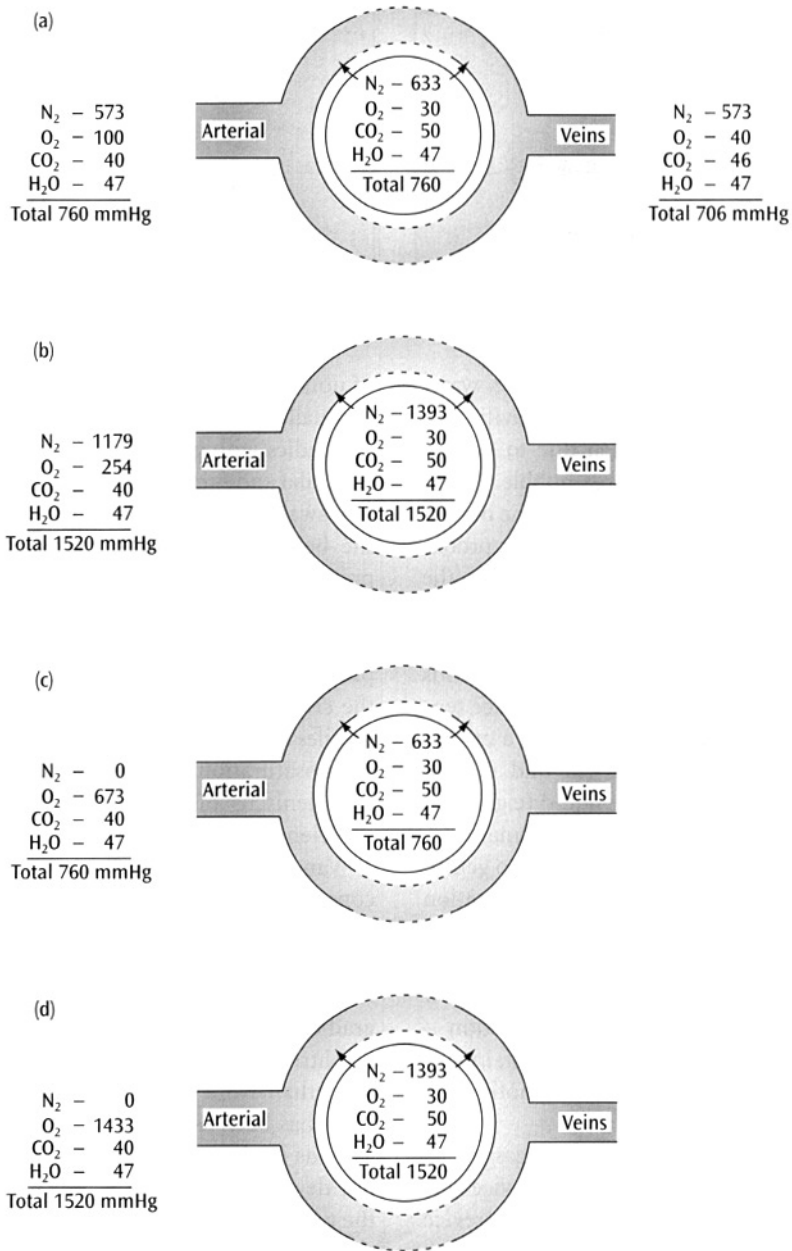 (a)
N₂ – 573
O₂ – 100
CO₂ – 40
H₂O – 47
Total 760 mmHg
Arterial
N₂ – 633
O₂ – 30
CO₂ – 50
H₂O – 47
Total 760
Veins
N₂ – 573
O₂ – 40
CO₂ – 46
H₂O – 47
Total 706 mmHg
(b)
N₂ – 1179
O₂ – 254
CO₂ – 40
H₂O – 47
Total 1520 mmHg
Arterial
N₂ – 1393
O₂ – 30
CO₂ – 50
H₂O – 47
Total 1520
Veins
(c)
N₂ – 0
O₂ – 673
CO₂ – 40
H₂O – 47
Total 760 mmHg
Arterial
N₂ – 633
O₂ – 30
CO₂ – 50
H₂O – 47
Total 760
Veins
(d)
N₂ – 0
O₂ – 1433
CO₂ – 40
H₂O – 47
Total 1520 mmHg
Arterial
N₂ – 1393
O₂ – 30
CO₂ – 50
H₂O – 47
Total 1520
Veins